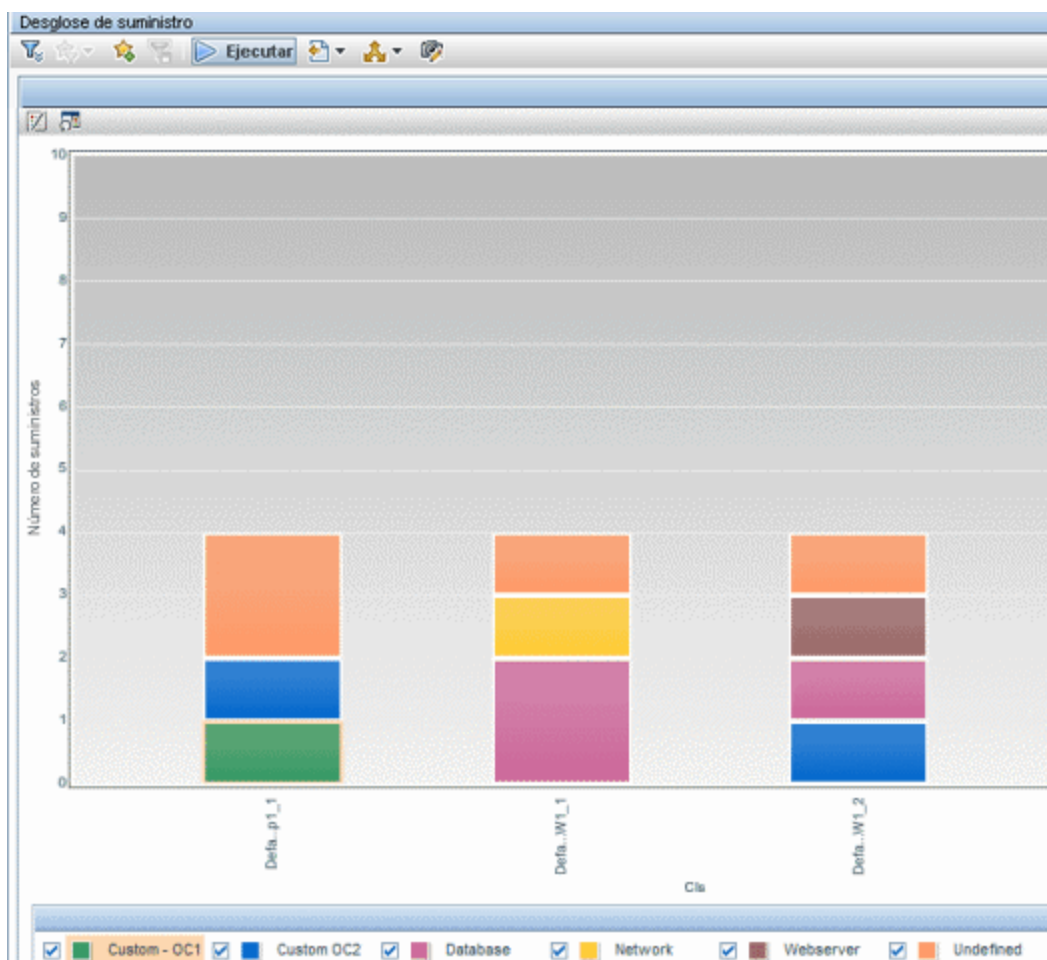 Desglose de suministro
Ejecutar
10
9
8
7
6
5
4
3
2
1
0
Número de suministros
Defa...p1_1
Defa...W1_1
Defa...W1_2
CIs
Custom - OC1
Custom OC2
Database
Network
Webserver
Undefined